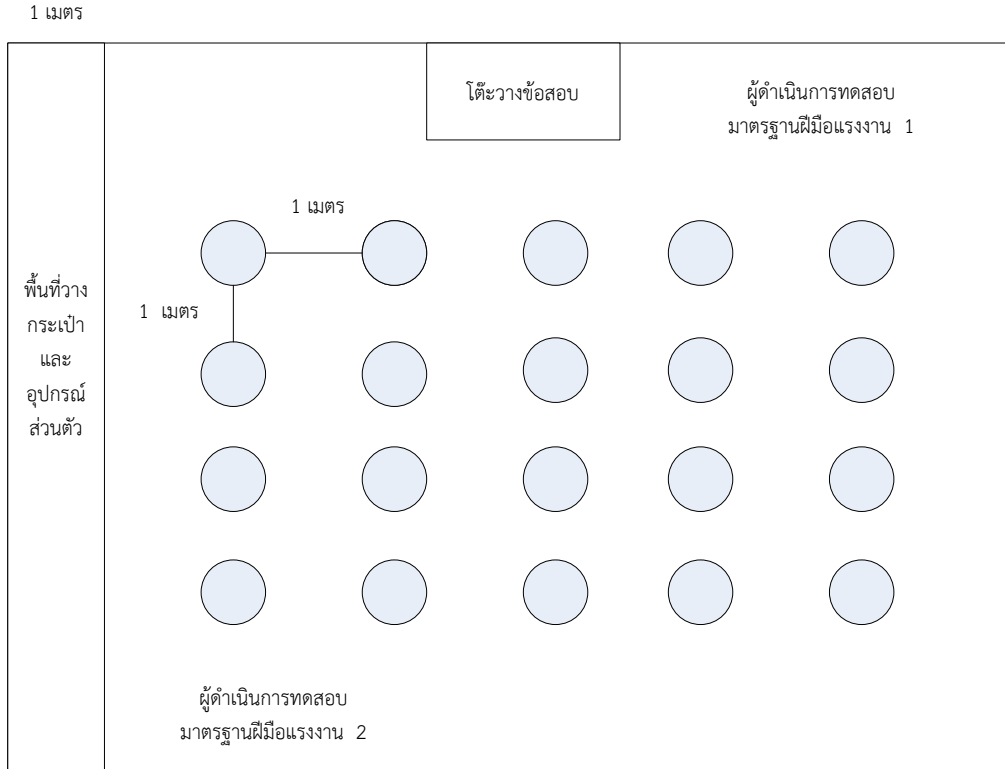 1 เมตร
โต๊ะวางข้อสอบ
ผู้ดำเนินการทดสอบ
มาตรฐานฝีมือแรงงาน 1
1 เมตร
1 เมตร
พื้นที่วาง
กระเป๋า
และ
อุปกรณ์
ส่วนตัว
ผู้ดำเนินการทดสอบ
มาตรฐานฝีมือแรงงาน 2